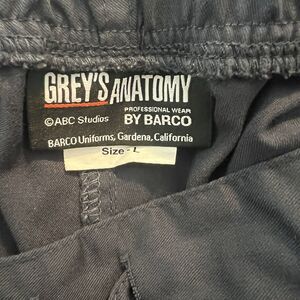 GREY'S ANATOMY
PROFESSIONAL WEAR
©ABC Studios BY BARCO
BARCO Uniforms, Gardena, California
Size - L